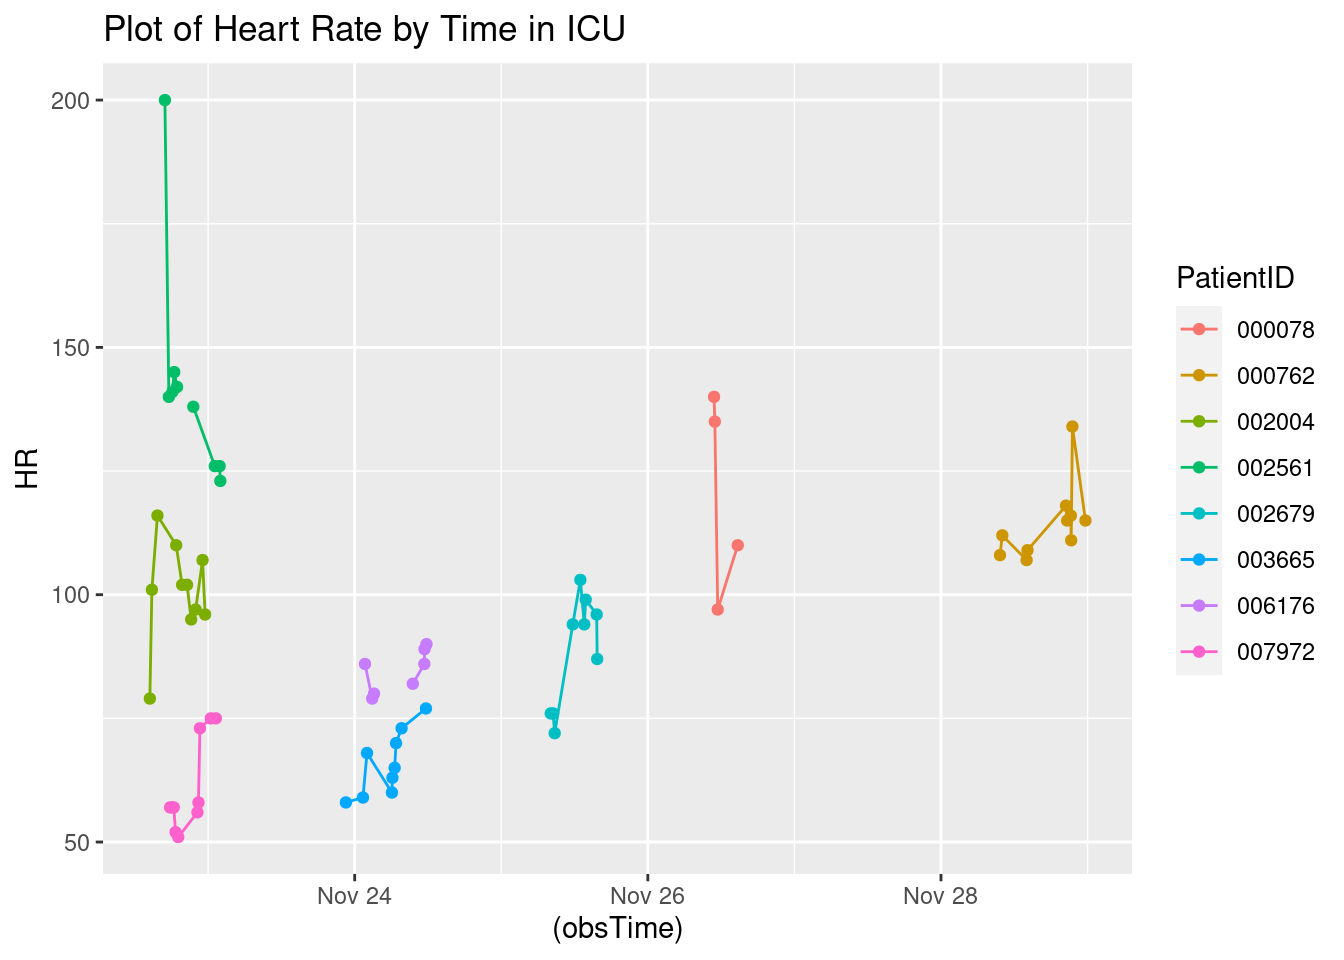 Plot of Heart Rate by Time in ICU
200
150
100
50
HR
Nov 24
Nov 26
Nov 28
(obsTime)
PatientID
000078
000762
002004
002561
002679
003665
006176
007972